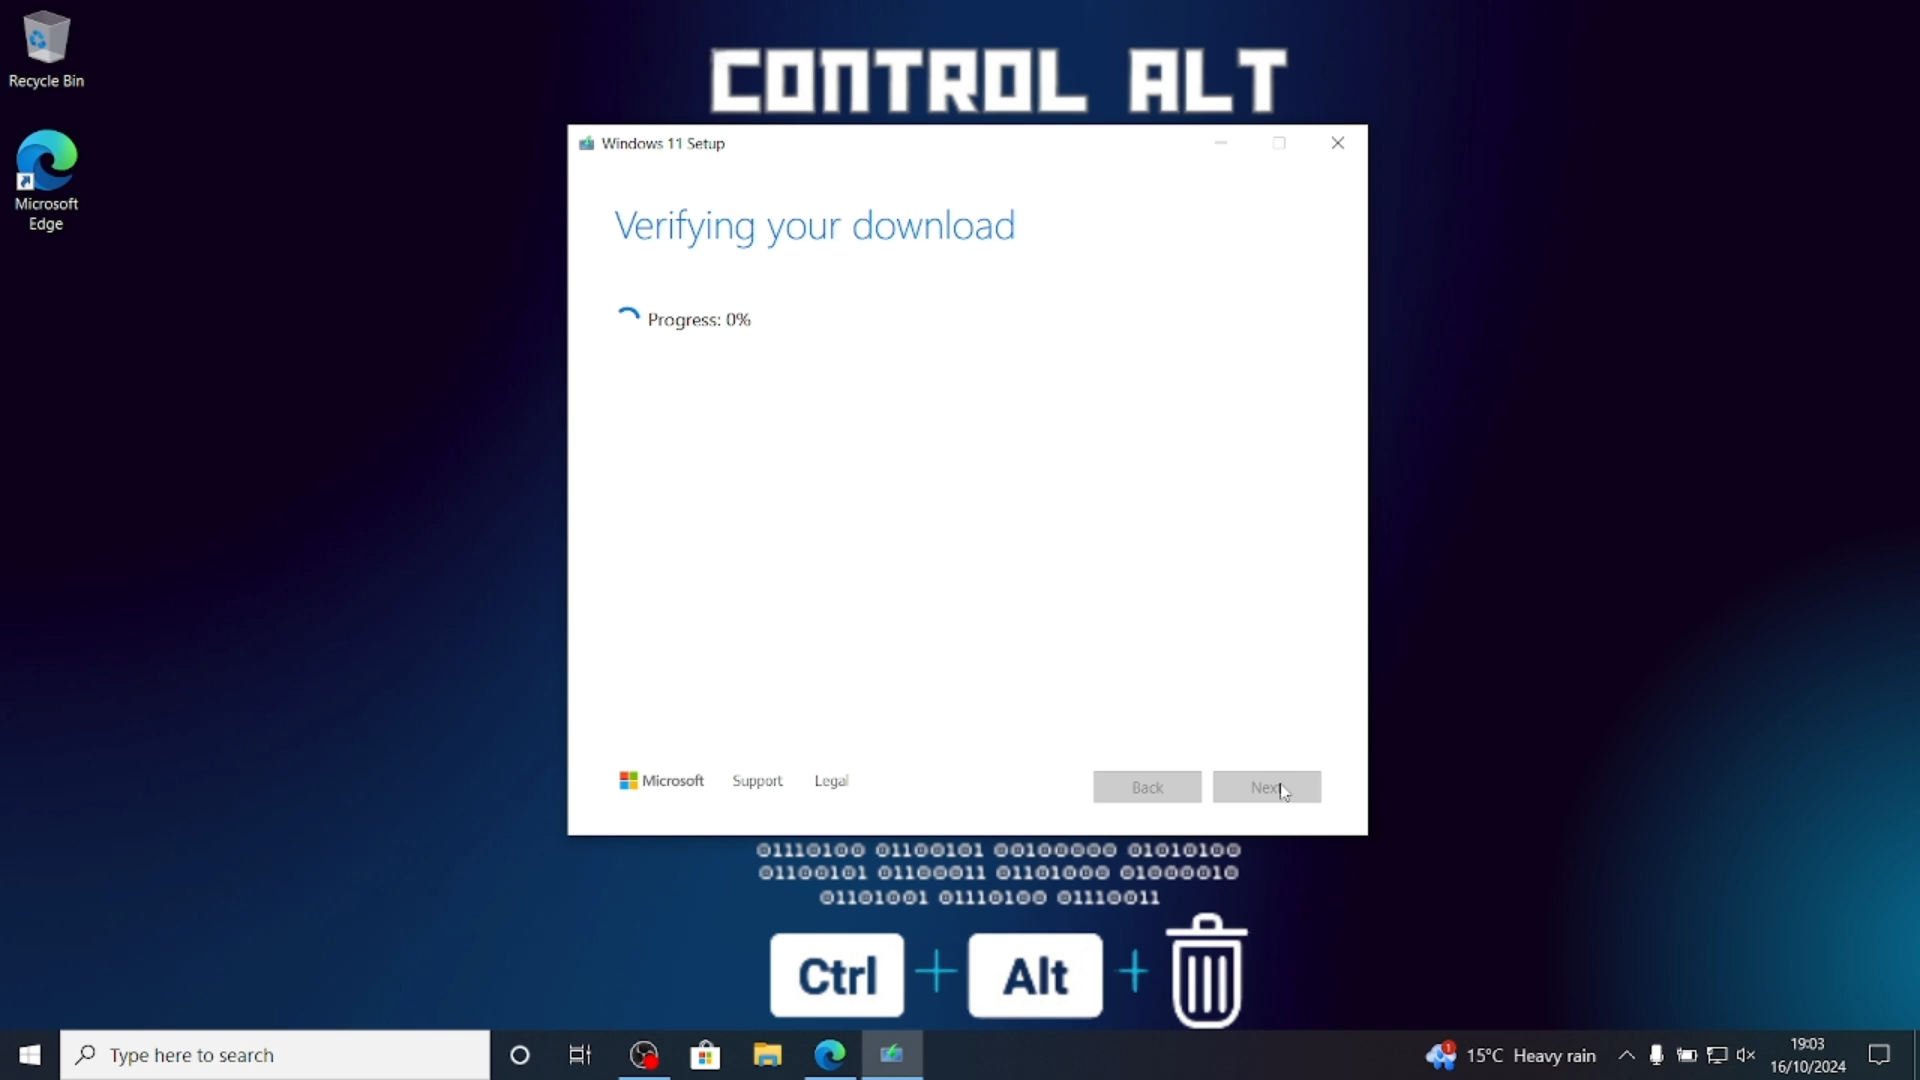 Recycle Bin
Microsoft
Edge
CONTROL ALT
Windows 11 Setup
Verifying your download
Progress: 0%
Microsoft
Support
Legal
Back
Next
01110100 01100101 00100000 01010100
01100101 01100011 01101000 01000010
01101001 01110100 01110011
Ctrl + Alt +
Type here to search
1
15°C Heavy rain
19:03
16/10/2024